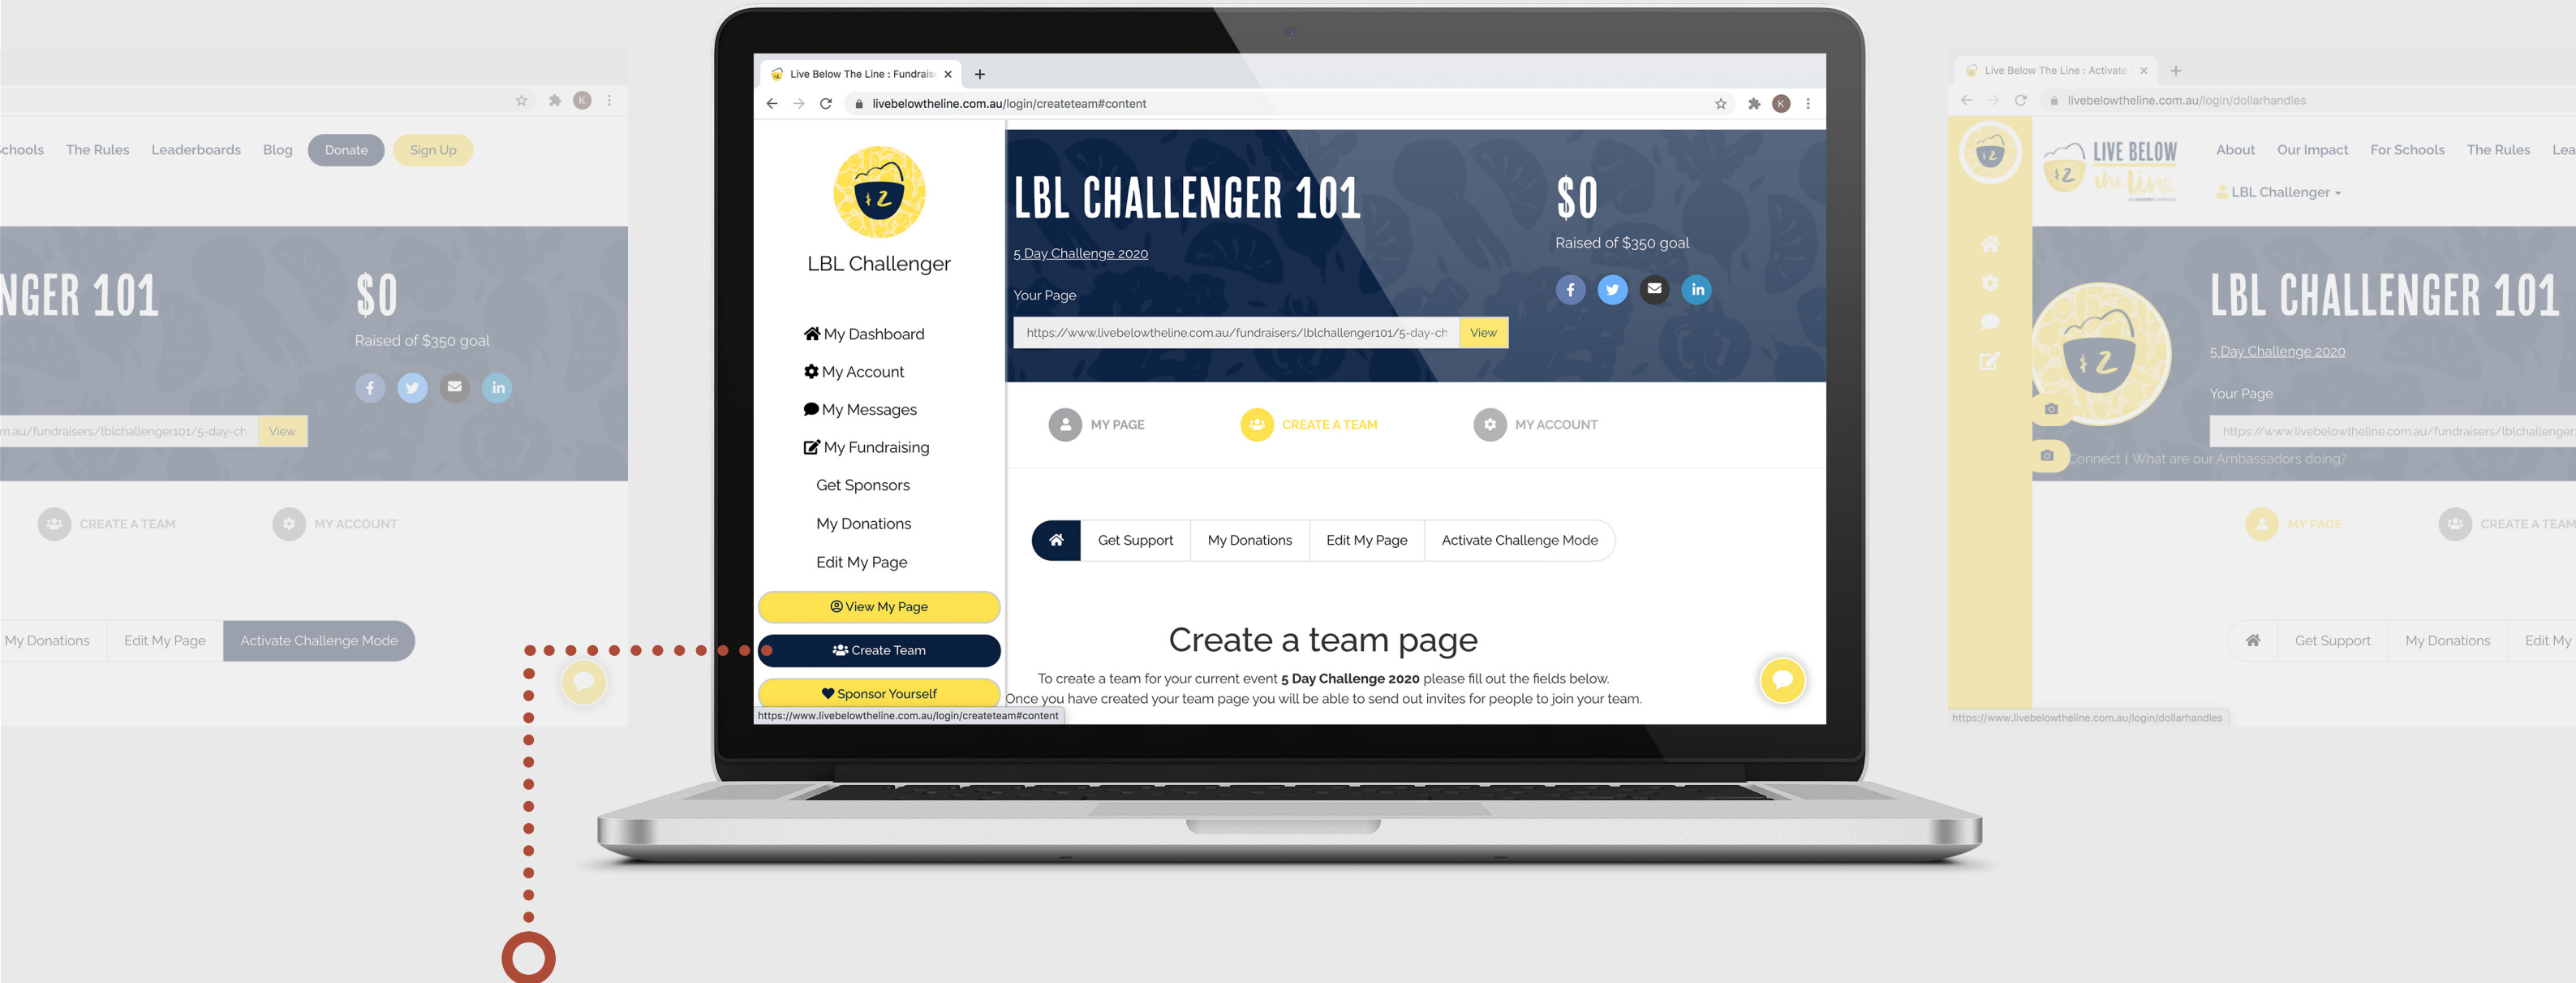 chools The Rules Leaderboards Blog Donate Sign Up
NGER 101
$0
Raised of $350 goal
m.au/fundraisers/lblchallenger101/5-day-ch View
CREATE A TEAM MY ACCOUNT
My Donations Edit My Page Activate Challenge Mode
Live Below The Line : Fundrais
livebelowtheline.com.au/login/createteam#content
K
$2
LBL Challenger
My Dashboard
My Account
My Messages
My Fundraising
Get Sponsors
My Donations
Edit My Page
View My Page
Create Team
Sponsor Yourself
https://www.livebelowtheline.com.au/login/createteam#content
LBL CHALLENGER 101
5 Day Challenge 2020
Your Page
https://www.livebelowtheline.com.au/fundraisers/lblchallenger101/5-day-ch View
$0
Raised of $350 goal
MY PAGE CREATE A TEAM MY ACCOUNT
Get Support My Donations Edit My Page Activate Challenge Mode
Create a team page
To create a team for your current event 5 Day Challenge 2020 please fill out the fields below.
Once you have created your team page you will be able to send out invites for people to join your team.
Live Below The Line : Activate
livebelowtheline.com.au/login/dollarhandles
$2
LIVE BELOW
the line
About Our Impact For Schools The Rules Lea
LBL Challenger
LBL CHALLENGER 101
5 Day Challenge 2020
Your Page
https://www.livebelowtheline.com.au/fundraisers/lblchallenger
Connect | What are our Ambassadors doing?
MY PAGE CREATE A TEAM
Get Support My Donations Edit My
https://www.livebelowtheline.com.au/login/dollarhandles